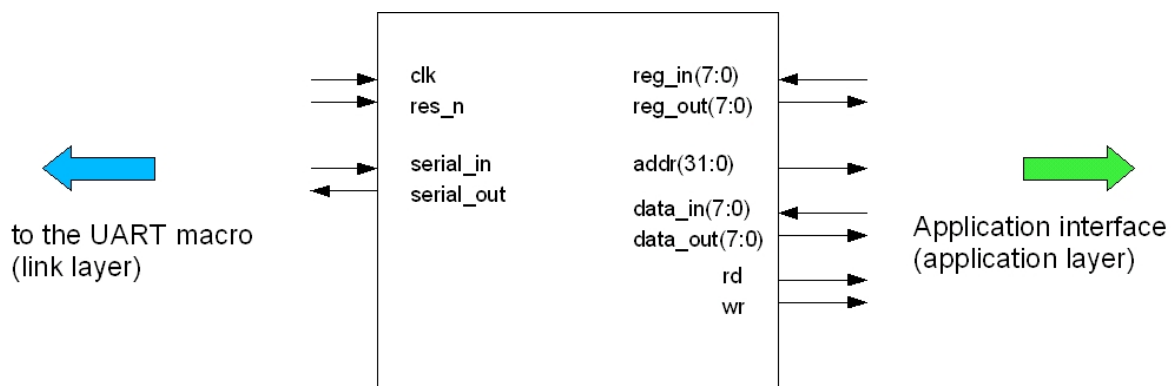 clk
res_n
serial_in
serial_out
reg_in(7:0)
reg_out(7:0)
addr(31:0)
data_in(7:0)
data_out(7:0)
rd
wr
to the UART macro
(link layer)
Application interface
(application layer)